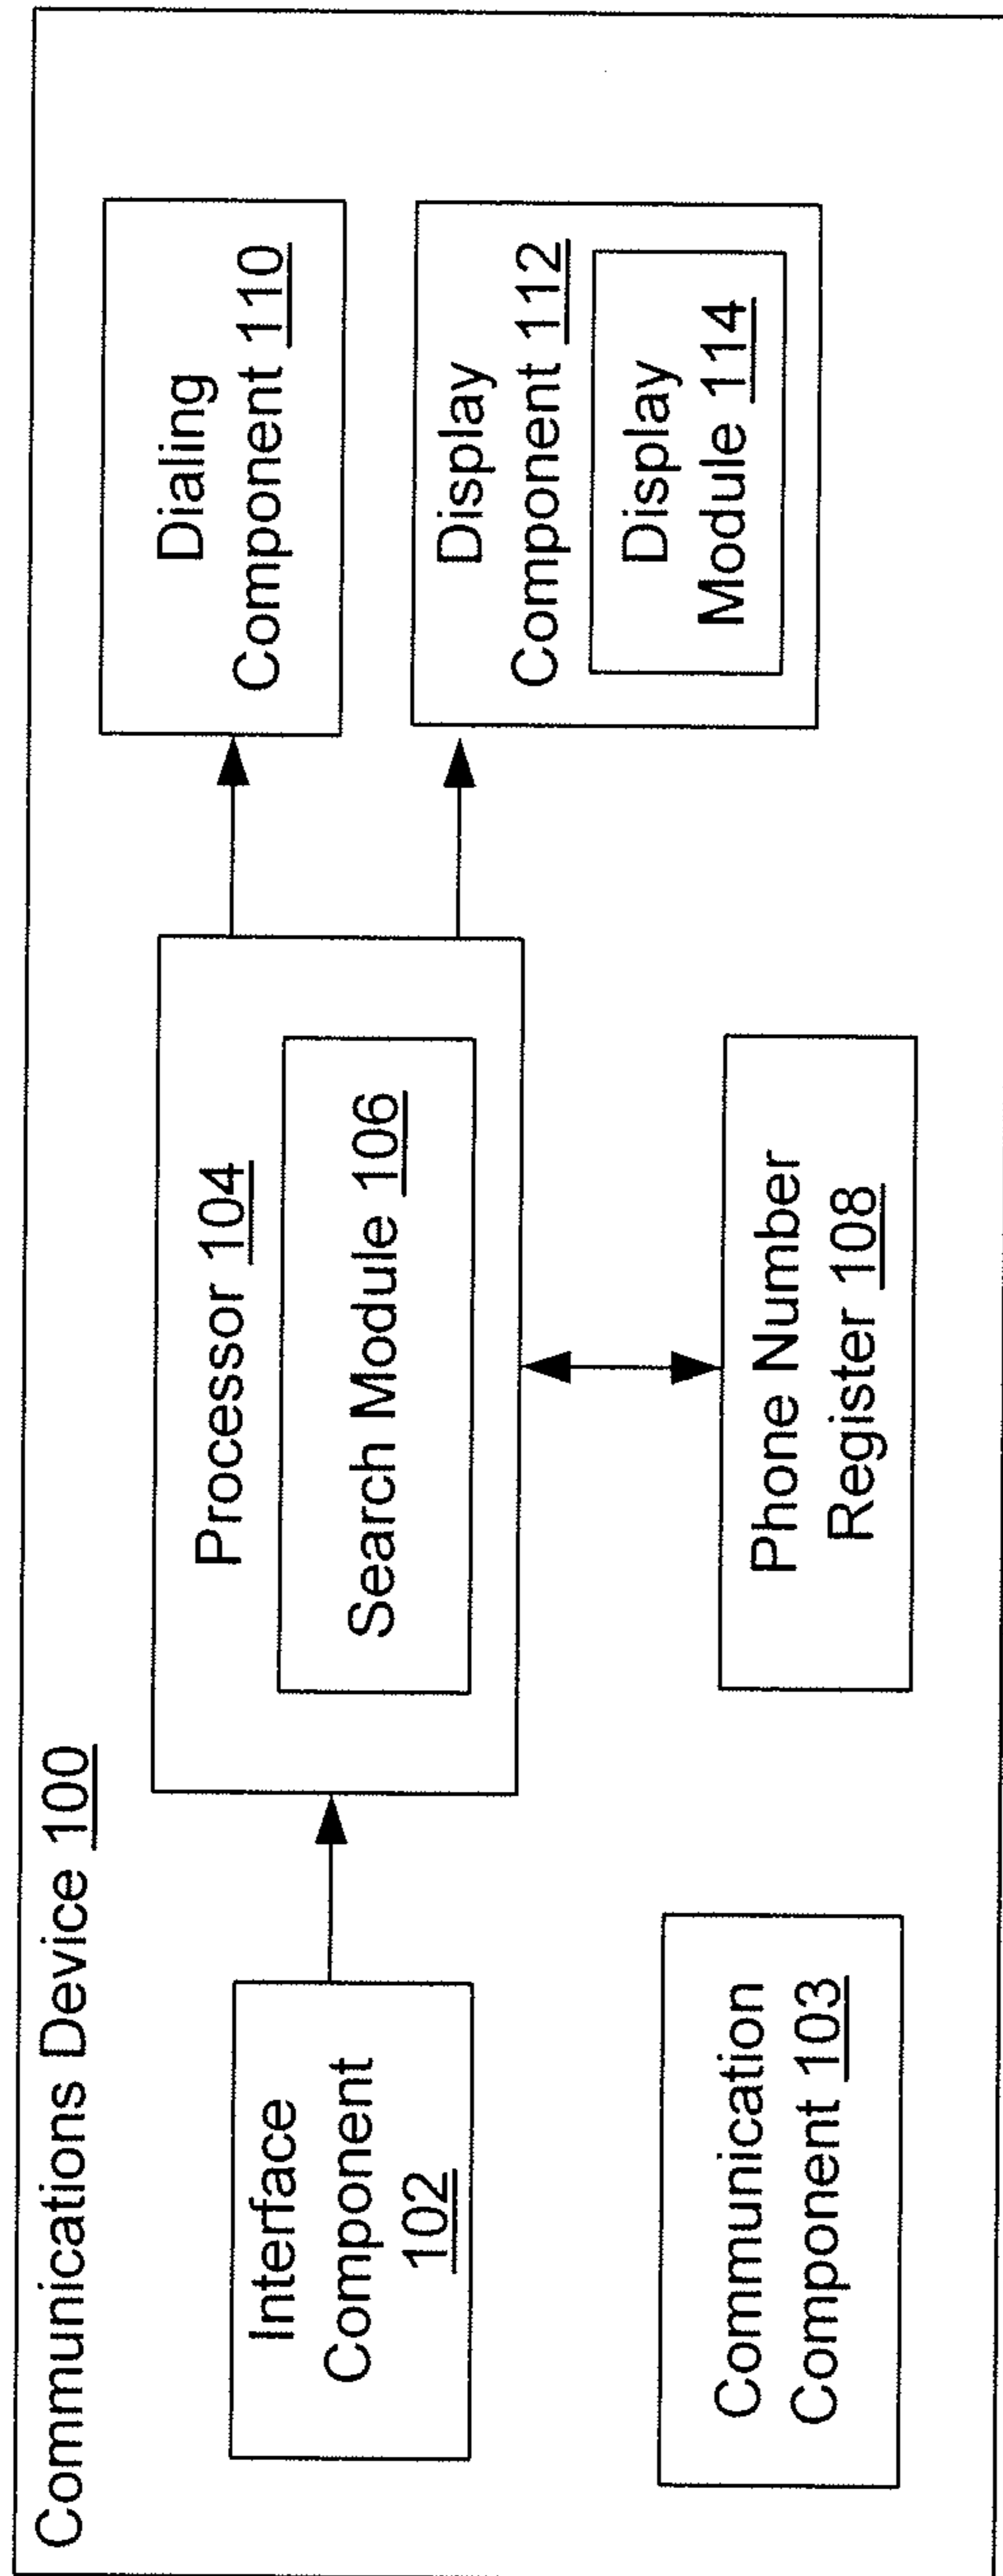 Communications Device 100
Interface
Component
102
Communication
Component 103
Processor 104
Search Module 106
Phone Number
Register 108
Dialing
Component 110
Display
Component 112
Display
Module 114